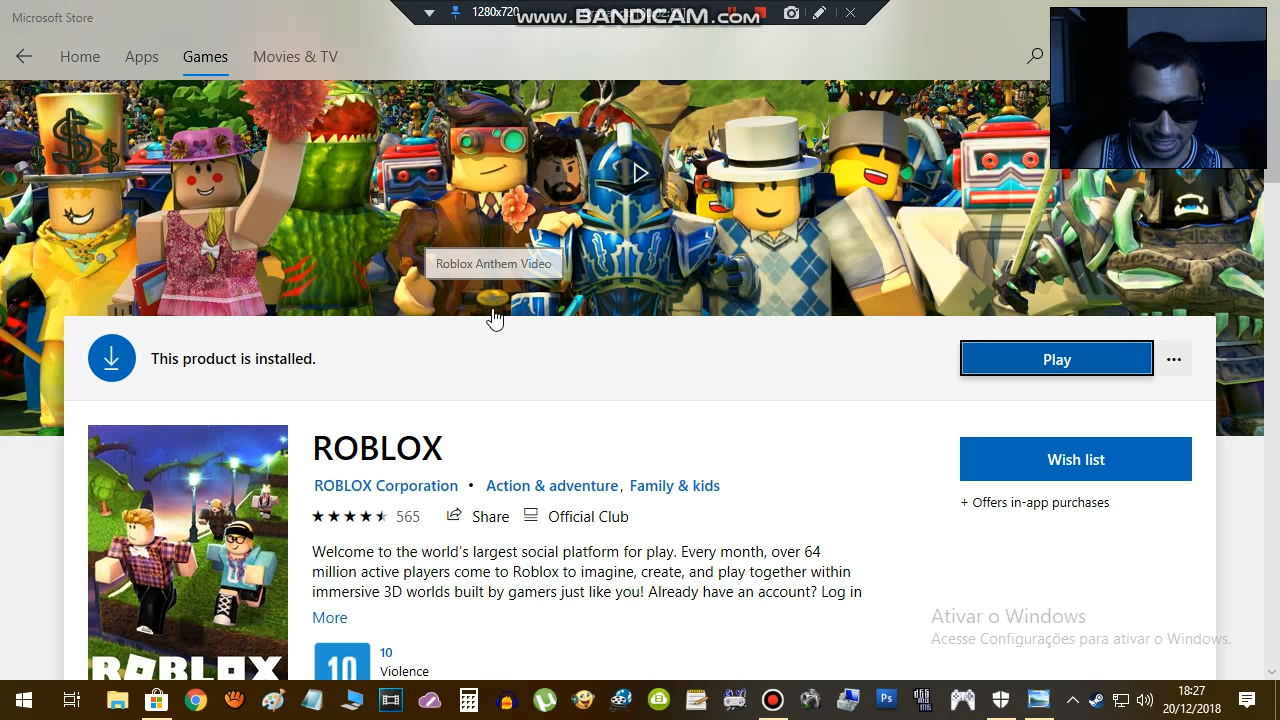 Microsoft Store
1280x720
www.BANDICAM.com
Home Apps Games Movies & TV
Roblox Anthem Video
This product is installed.
Play
ROBLOX
Wish list
ROBLOX Corporation • Action & adventure, Family & kids
+ Offers in-app purchases
565 Share Official Club
Welcome to the world's largest social platform for play. Every month, over 64
million active players come to Roblox to imagine, create, and play together within
immersive 3D worlds built by gamers just like you! Already have an account? Log in
More
Ativar o Windows
Acesse Configurações para ativar o Windows.
ROBLOX
10
10
Violence
Ps
18:27
20/12/2018